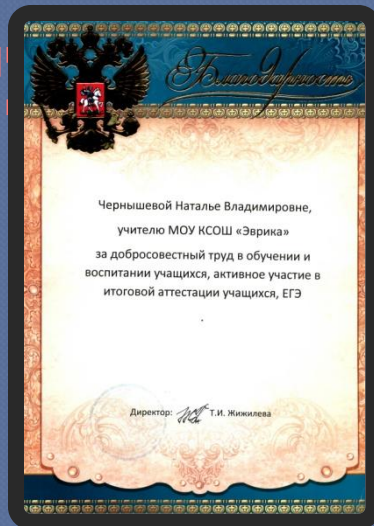 Благодарность
Чернышевой Наталье Владимировне,
учителю МОУ КСОШ «Эврика»
за добросовестный труд в обучении и
воспитании учащихся, активное участие в
итоговой аттестации учащихся, ЕГЭ
.
Директор: Т.И. Жижилева